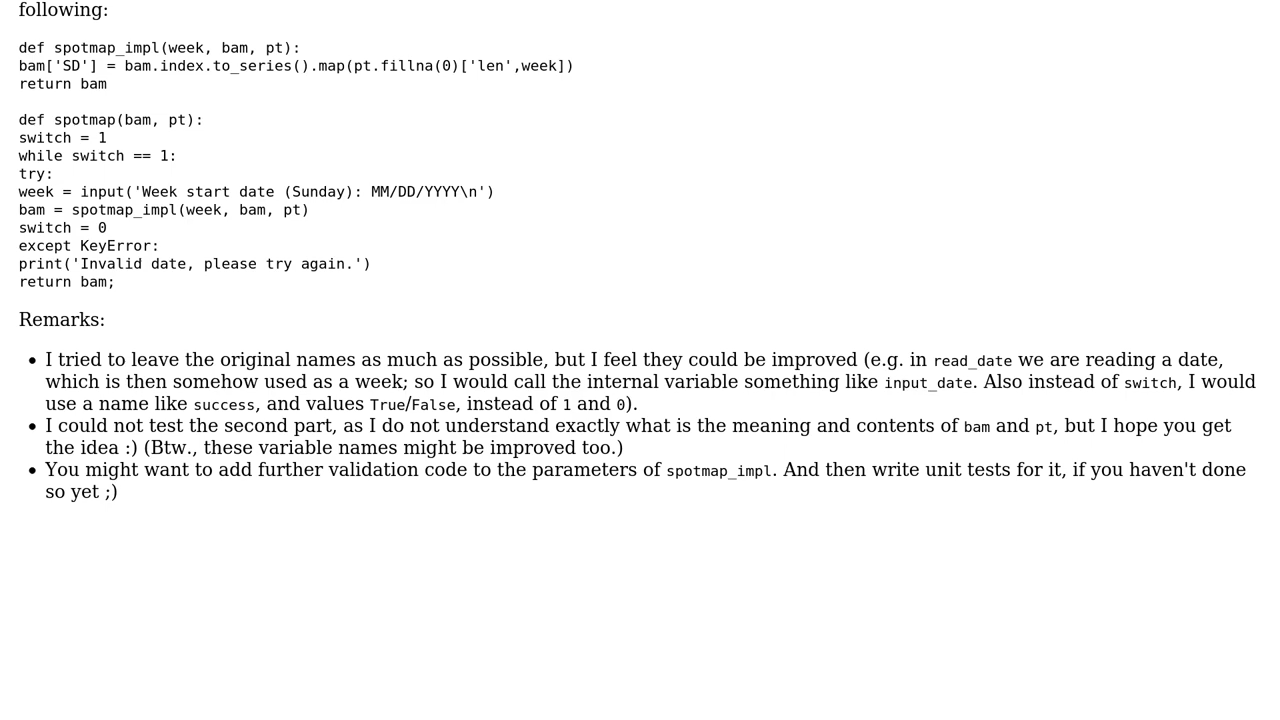 following:
def spotmap_impl(week, bam, pt):
bam['SD'] = bam.index.to_series().map(pt.fillna(0)['len',week])
return bam
def spotmap(bam, pt):
switch = 1
while switch == 1:
try:
week = input('Week start date (Sunday): MM/DD/YYYY\n')
bam = spotmap_impl(week, bam, pt)
switch = 0
except KeyError:
print('Invalid date, please try again.')
return bam;
Remarks:
• I tried to leave the original names as much as possible, but I feel they could be improved (e.g. in read_date we are reading a date,
which is then somehow used as a week; so I would call the internal variable something like input_date. Also instead of switch, I would
use a name like success, and values True/False, instead of 1 and 0).
• I could not test the second part, as I do not understand exactly what is the meaning and contents of bam and pt, but I hope you get
the idea :) (Btw., these variable names might be improved too.)
• You might want to add further validation code to the parameters of spotmap_impl. And then write unit tests for it, if you haven't done
so yet ;)